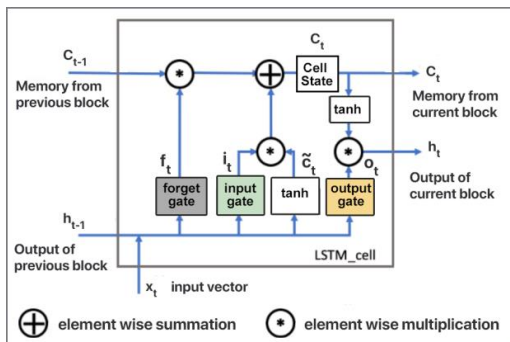 C_t
C_{t-1}
Cell
State
C_t
Memory from
previous block
Memory from
current block
tanh
h_t
f_t
i_t
c̃_t
o_t
Output of
current block
forget
gate
input
gate
tanh
output
gate
h_{t-1}
Output of
previous block
LSTM_cell
x_t input vector
element wise summation
element wise multiplication